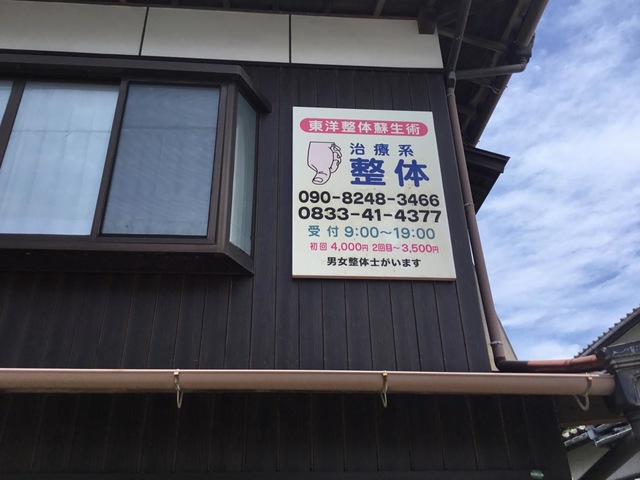 東洋整体蘇生術
治療系
整体
090-8248-3466
0833-41-4377
受付 9:00〜19:00
初回 4,000円 2回目〜3,500円
男女整体士がいます